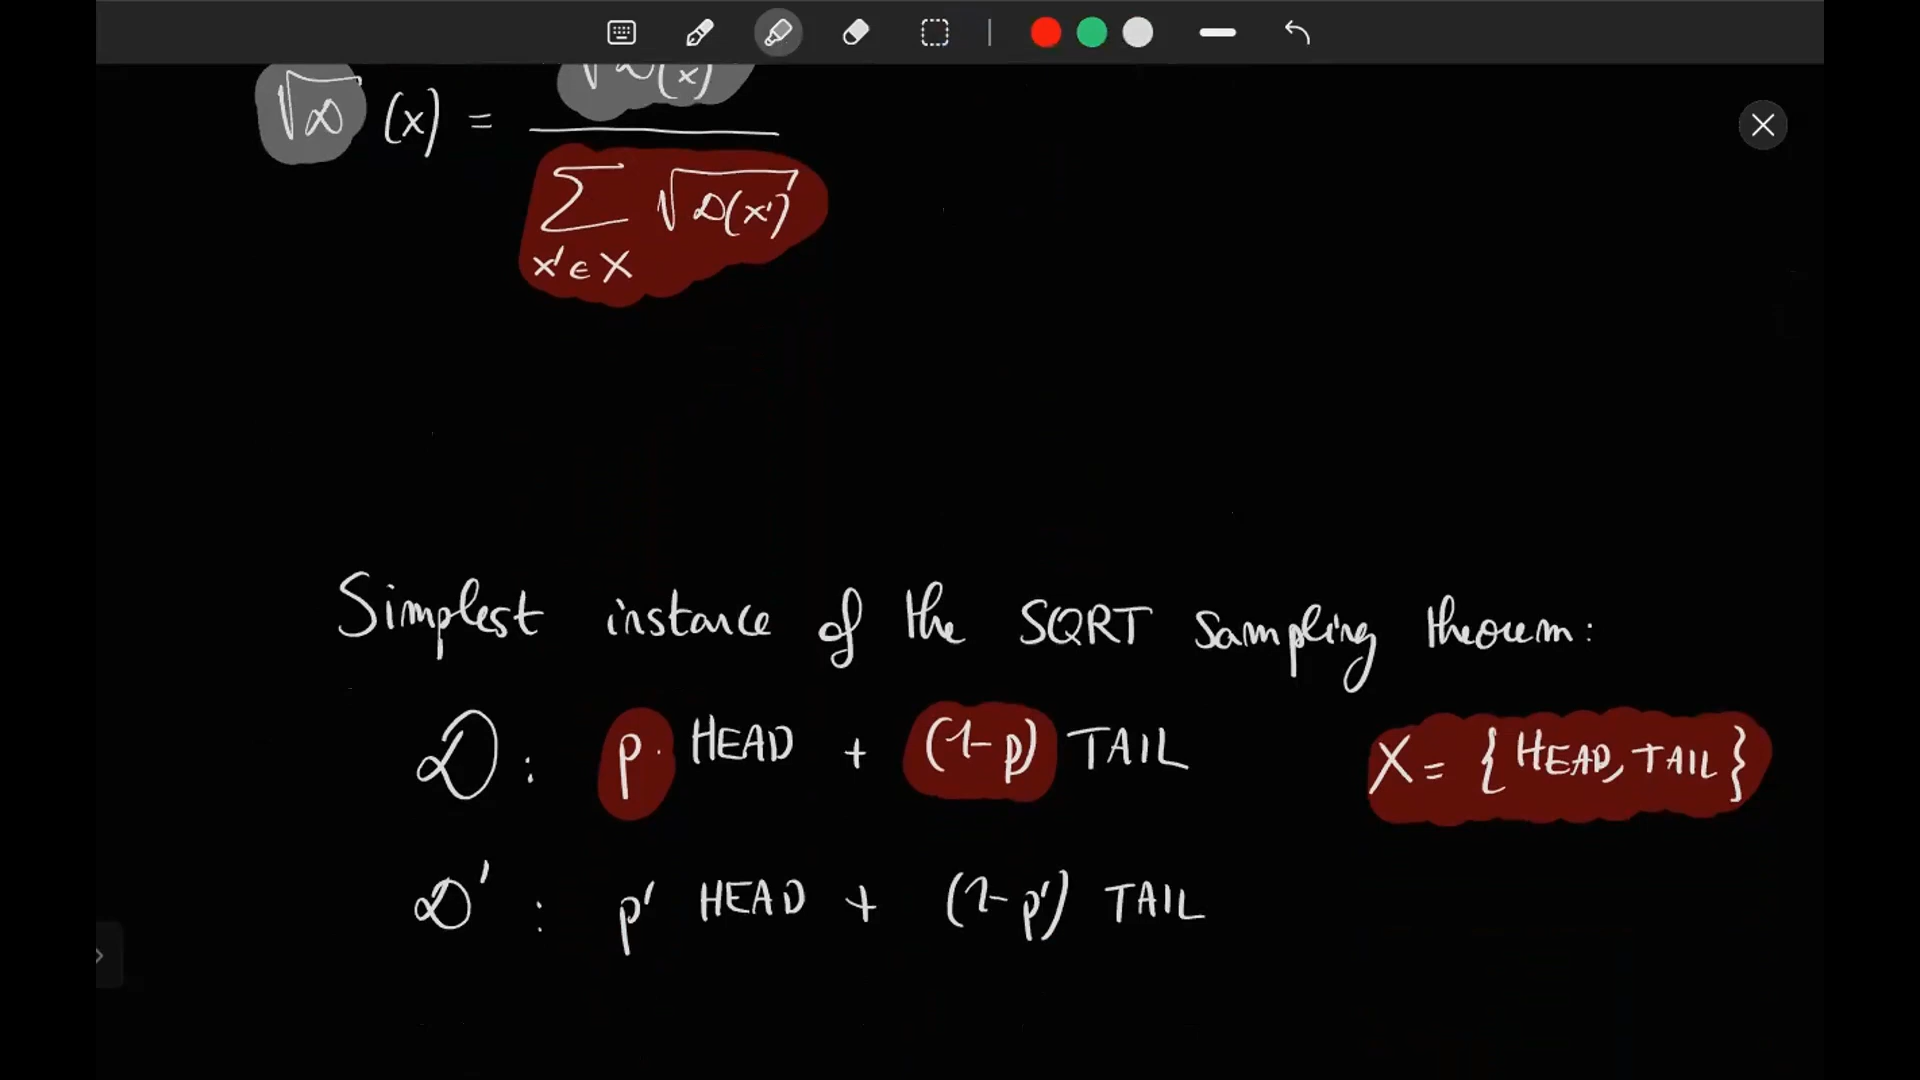 √D (x) = √D(x)
∑ √D(x')
x' ∈ X
Simplest instance of the SQRT sampling theorem:
D : p · HEAD + (1-p) TAIL X = { HEAD, TAIL }
D' : p' HEAD + (1-p') TAIL